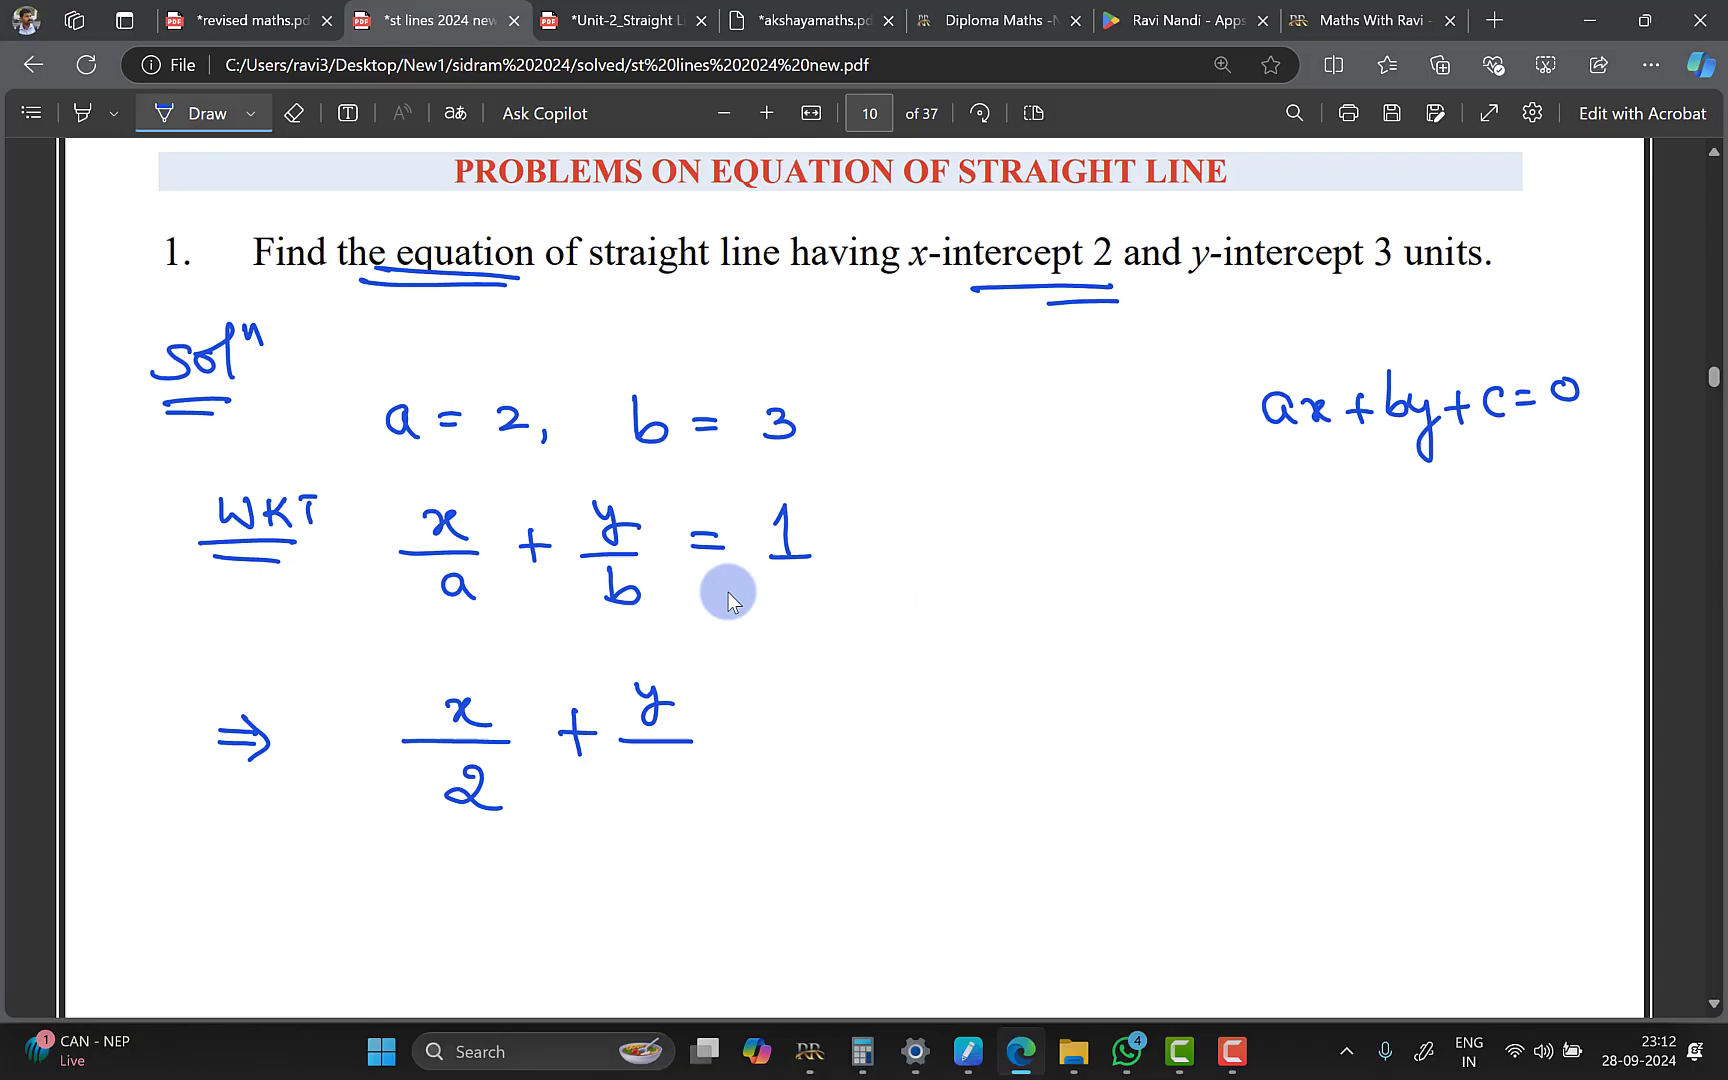 *revised maths.pd
*st lines 2024 new
*Unit-2_Straight L
*akshayamaths.pd
Diploma Maths -
Ravi Nandi - Apps
Maths With Ravi -
File C:/Users/ravi3/Desktop/New1/sidram%202024/solved/st%20lines%202024%20new.pdf
Draw
aあ
Ask Copilot
10 of 37
Edit with Acrobat
PROBLEMS ON EQUATION OF STRAIGHT LINE
1. Find the equation of straight line having x-intercept 2 and y-intercept 3 units.
Solⁿ
a = 2, b = 3
ax + by + c = 0
WKT x/a + y/b = 1
⇒ x/2 + y
CAN - NEP
Live
1
Search
4
ENG
IN
23:12
28-09-2024